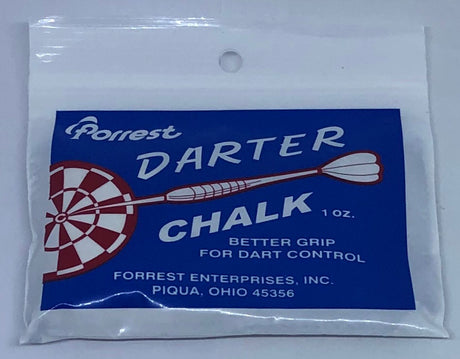 Forrest
DARTER
CHALK 1 OZ.
BETTER GRIP
FOR DART CONTROL
FORREST ENTERPRISES, INC.
PIQUA, OHIO 45356